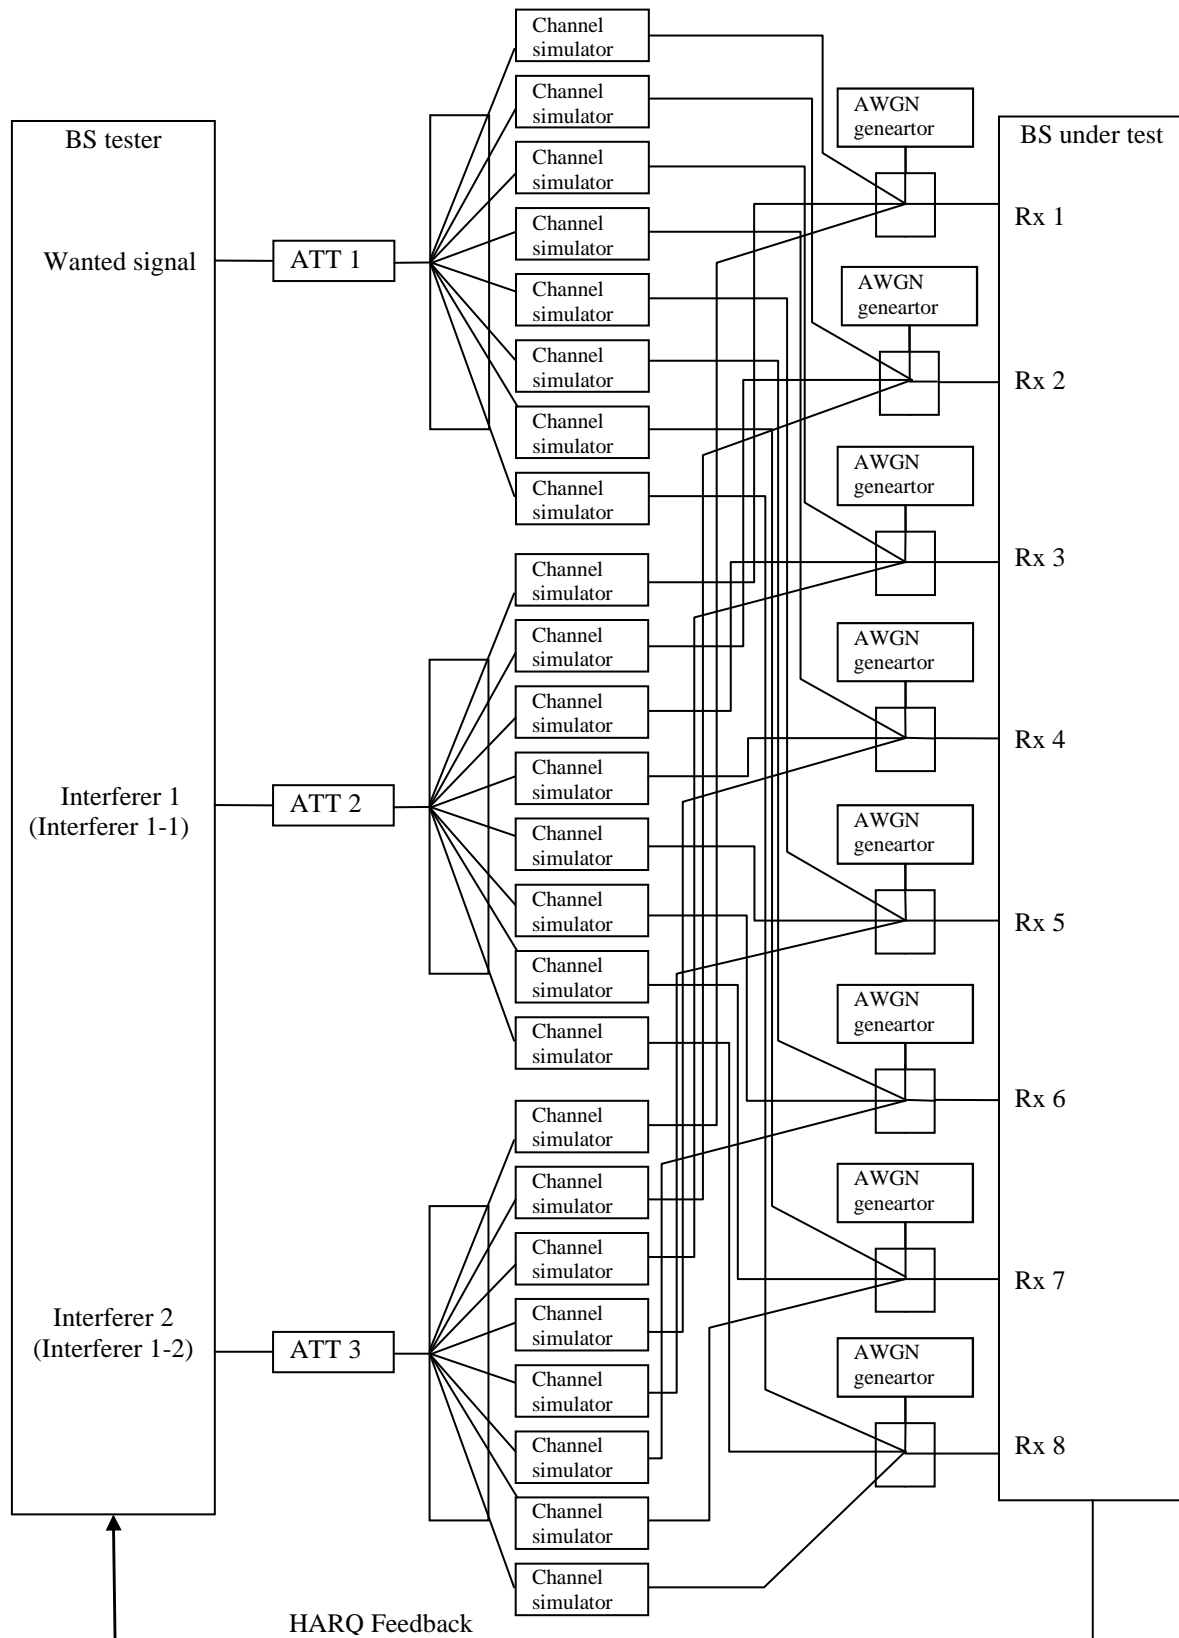 BS tester
Wanted signal
Interferer 1
(Interferer 1-1)
Interferer 2
(Interferer 1-2)
ATT 1
ATT 2
ATT 3
Channel
simulator
Channel
simulator
Channel
simulator
Channel
simulator
Channel
simulator
Channel
simulator
Channel
simulator
Channel
simulator
Channel
simulator
Channel
simulator
Channel
simulator
Channel
simulator
Channel
simulator
Channel
simulator
Channel
simulator
Channel
simulator
Channel
simulator
Channel
simulator
Channel
simulator
Channel
simulator
Channel
simulator
Channel
simulator
Channel
simulator
Channel
simulator
AWGN
geneartor
AWGN
geneartor
AWGN
geneartor
AWGN
geneartor
AWGN
geneartor
AWGN
geneartor
AWGN
geneartor
AWGN
geneartor
BS under test
Rx 1
Rx 2
Rx 3
Rx 4
Rx 5
Rx 6
Rx 7
Rx 8
HARQ Feedback